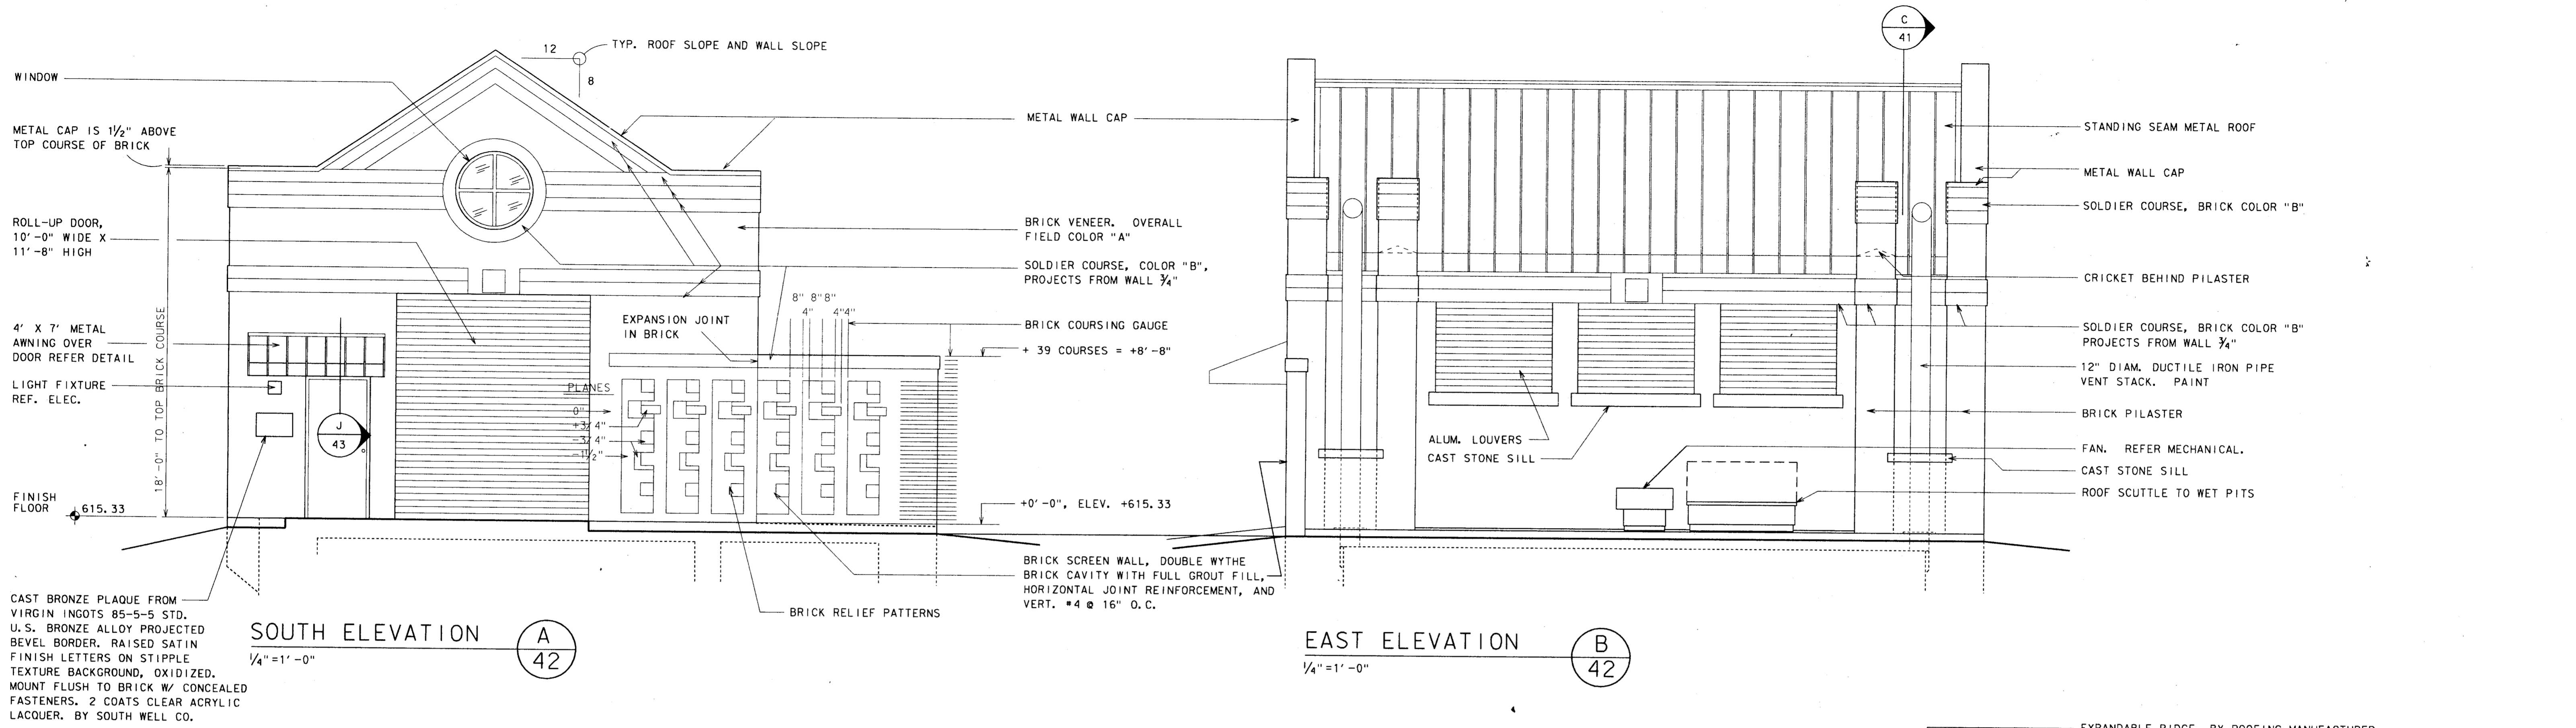 WINDOW
METAL CAP IS 1½" ABOVE
TOP COURSE OF BRICK
ROLL-UP DOOR,
10'-0" WIDE X
11'-8" HIGH
4' X 7' METAL
AWNING OVER
DOOR REFER DETAIL
LIGHT FIXTURE
REF. ELEC.
FINISH
FLOOR
615.33
18'-0" TO TOP BRICK COURSE
CAST BRONZE PLAQUE FROM
VIRGIN INGOTS 85-5-5 STD.
U.S. BRONZE ALLOY PROJECTED
BEVEL BORDER. RAISED SATIN
FINISH LETTERS ON STIPPLE
TEXTURE BACKGROUND, OXIDIZED.
MOUNT FLUSH TO BRICK W/ CONCEALED
FASTENERS. 2 COATS CLEAR ACRYLIC
LACQUER. BY SOUTH WELL CO.
12
8
TYP. ROOF SLOPE AND WALL SLOPE
J
43
EXPANSION JOINT
IN BRICK
PLANES
0"
+3/4"
-3/4"
-1½"
8" 8" 8"
4" 4" 4"
METAL WALL CAP
BRICK VENEER. OVERALL
FIELD COLOR "A"
SOLDIER COURSE, COLOR "B",
PROJECTS FROM WALL ¾"
BRICK COURSING GAUGE
+ 39 COURSES = +8'-8"
+0'-0", ELEV. +615.33
BRICK SCREEN WALL, DOUBLE WYTHE
BRICK CAVITY WITH FULL GROUT FILL,
HORIZONTAL JOINT REINFORCEMENT, AND
VERT. #4 @ 16" O.C.
BRICK RELIEF PATTERNS
SOUTH ELEVATION
¼"=1'-0"
A
42
C
41
STANDING SEAM METAL ROOF
METAL WALL CAP
SOLDIER COURSE, BRICK COLOR "B"
CRICKET BEHIND PILASTER
SOLDIER COURSE, BRICK COLOR "B"
PROJECTS FROM WALL ¾"
12" DIAM. DUCTILE IRON PIPE
VENT STACK. PAINT
BRICK PILASTER
FAN. REFER MECHANICAL.
CAST STONE SILL
ROOF SCUTTLE TO WET PITS
ALUM. LOUVERS
CAST STONE SILL
EAST ELEVATION
¼"=1'-0"
B
42
EXPANDABLE RIDGE, BY ROOFING MANUFACTURER